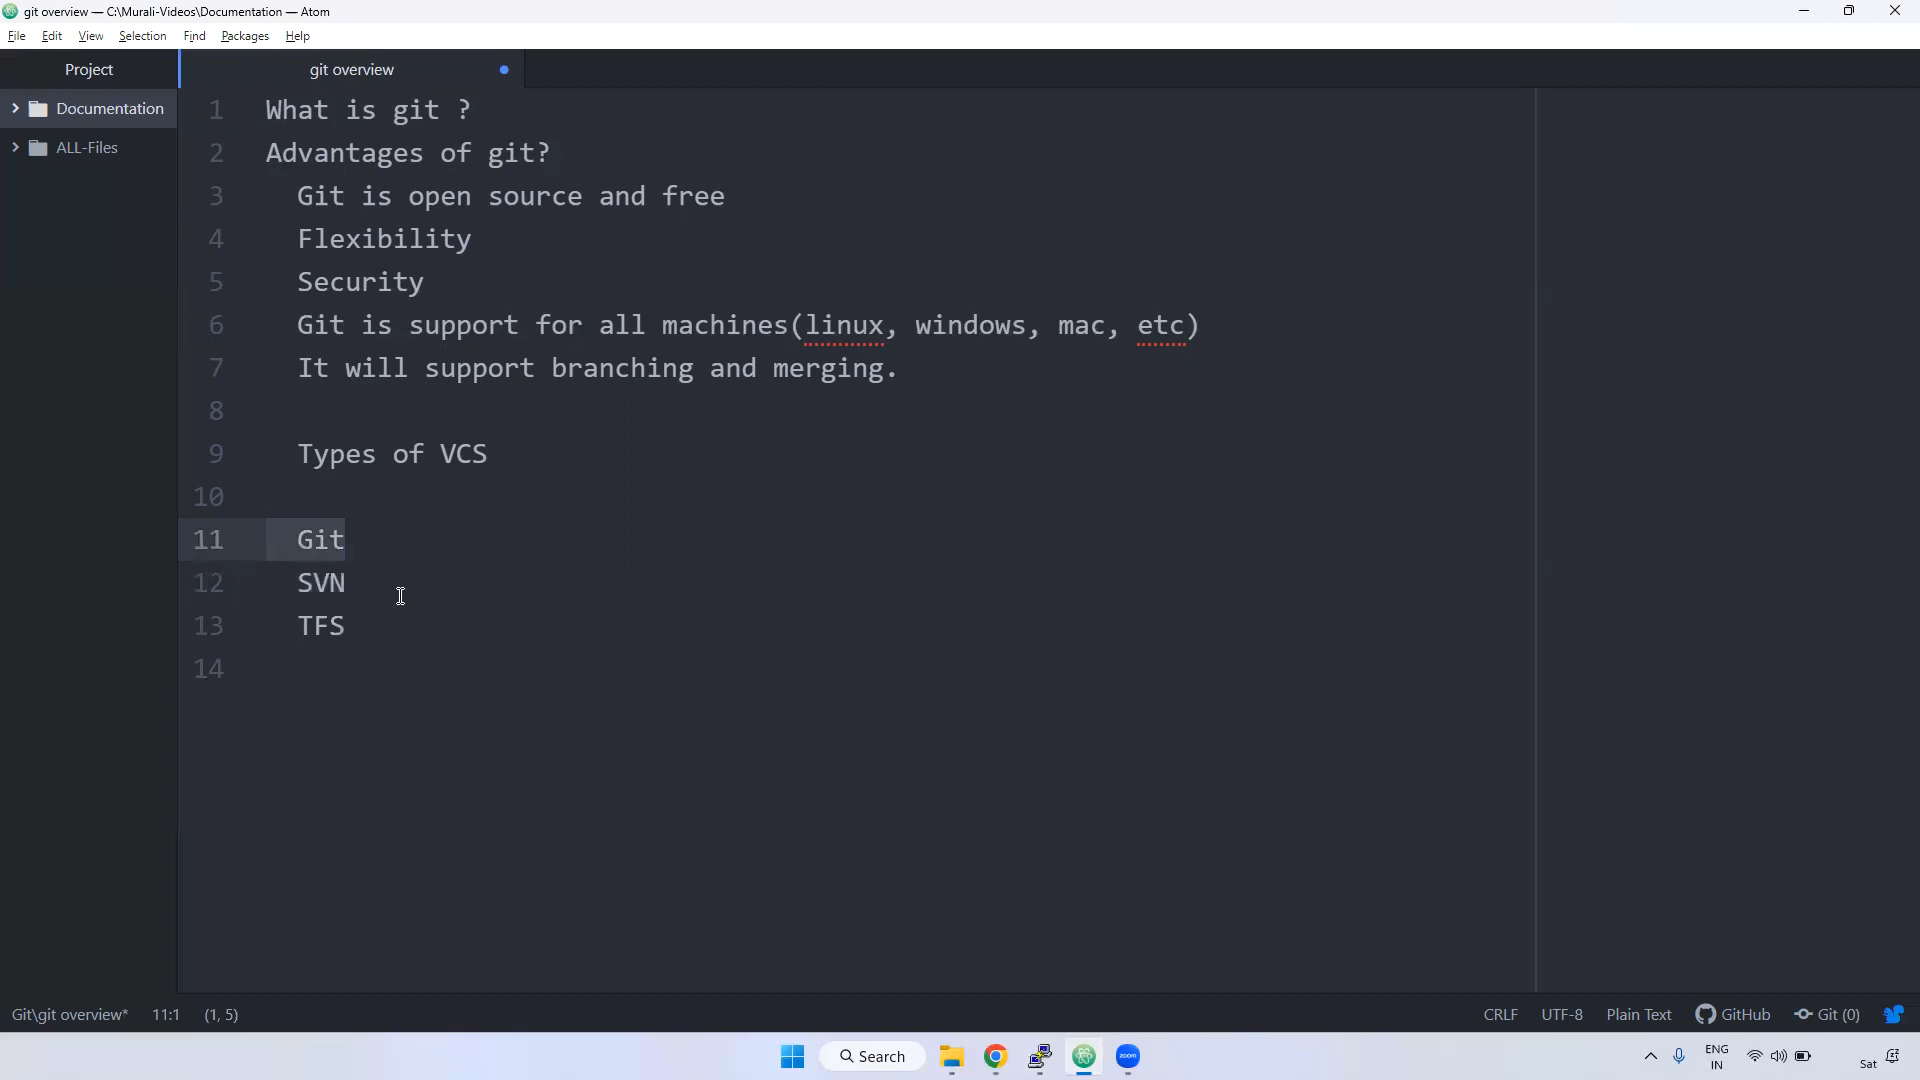 git overview — C:\Murali-Videos\Documentation — Atom
File Edit View Selection Find Packages Help
Project
git overview
Documentation
ALL-Files
1 What is git ?
2 Advantages of git?
3 Git is open source and free
4 Flexibility
5 Security
6 Git is support for all machines(linux, windows, mac, etc)
7 It will support branching and merging.
8
9 Types of VCS
10
11 Git
12 SVN
13 TFS
14
Git\git overview* 11:1 (1, 5) CRLF UTF-8 Plain Text GitHub Git (0)
Search
zoom
ENG
IN
Sat